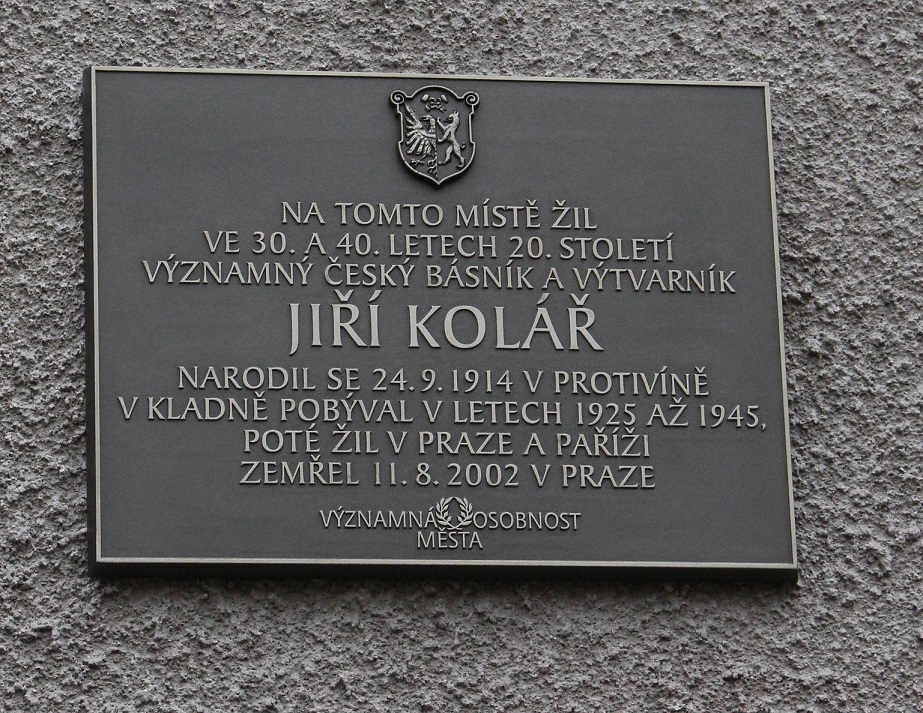 NA TOMTO MÍSTĚ ŽIL
VE 30. A 40. LETECH 20. STOLETÍ
VÝZNAMNÝ ČESKÝ BÁSNÍK A VÝTVARNÍK
JIŘÍ KOLÁŘ
NARODIL SE 24.9.1914 V PROTIVÍNĚ
V KLADNĚ POBÝVAL V LETECH 1925 AŽ 1945,
POTÉ ŽIL V PRAZE A PAŘÍŽI
ZEMŘEL 11.8.2002 V PRAZE
VÝZNAMNÁ OSOBNOST
MĚSTA